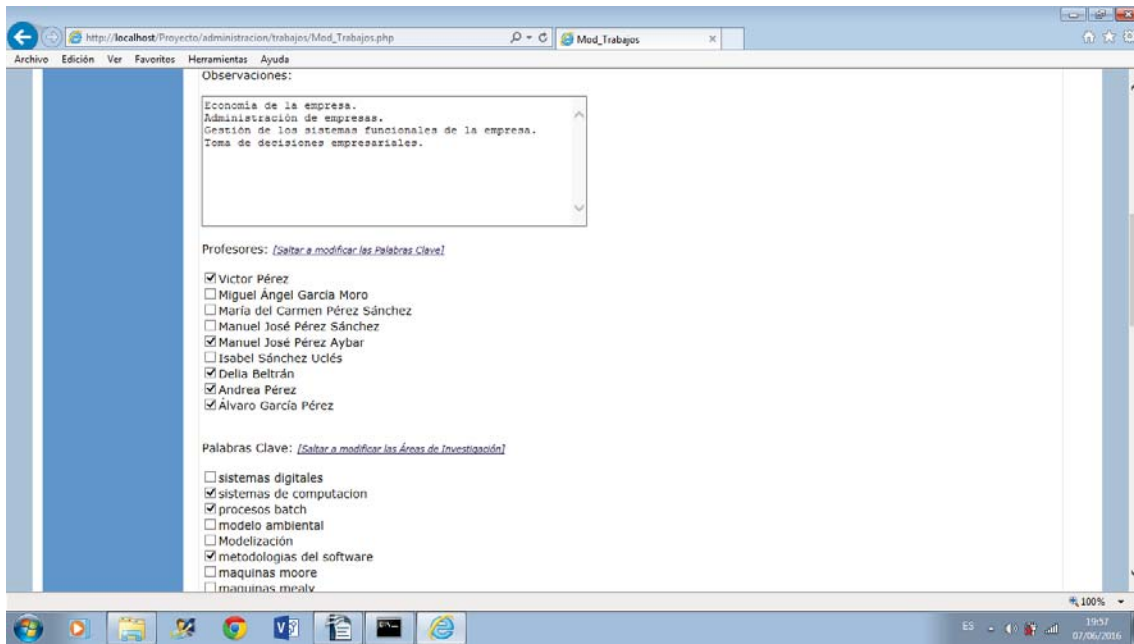 http://localhost/Proyecto/administracion/trabajos/Mod_Trabajos.php
Mod_Trabajos
Archivo Edición Ver Favoritos Herramientas Ayuda
Observaciones:
Economía de la empresa.
Administración de empresas.
Gestión de los sistemas funcionales de la empresa.
Toma de decisiones empresariales.
Profesores: [Saltar a modificar las Palabras Clave]
Victor Pérez
Miguel Ángel Garcia Moro
María del Carmen Pérez Sánchez
Manuel José Pérez Sánchez
Manuel José Pérez Aybar
Isabel Sánchez Uclés
Delia Beltrán
Andrea Pérez
Álvaro García Pérez
Palabras Clave: [Saltar a modificar las Áreas de Investigación]
sistemas digitales
sistemas de computacion
procesos batch
modelo ambiental
Modelización
metodologias del software
maquinas moore
maquinas mealy
100%
ES
19:57
07/06/2016